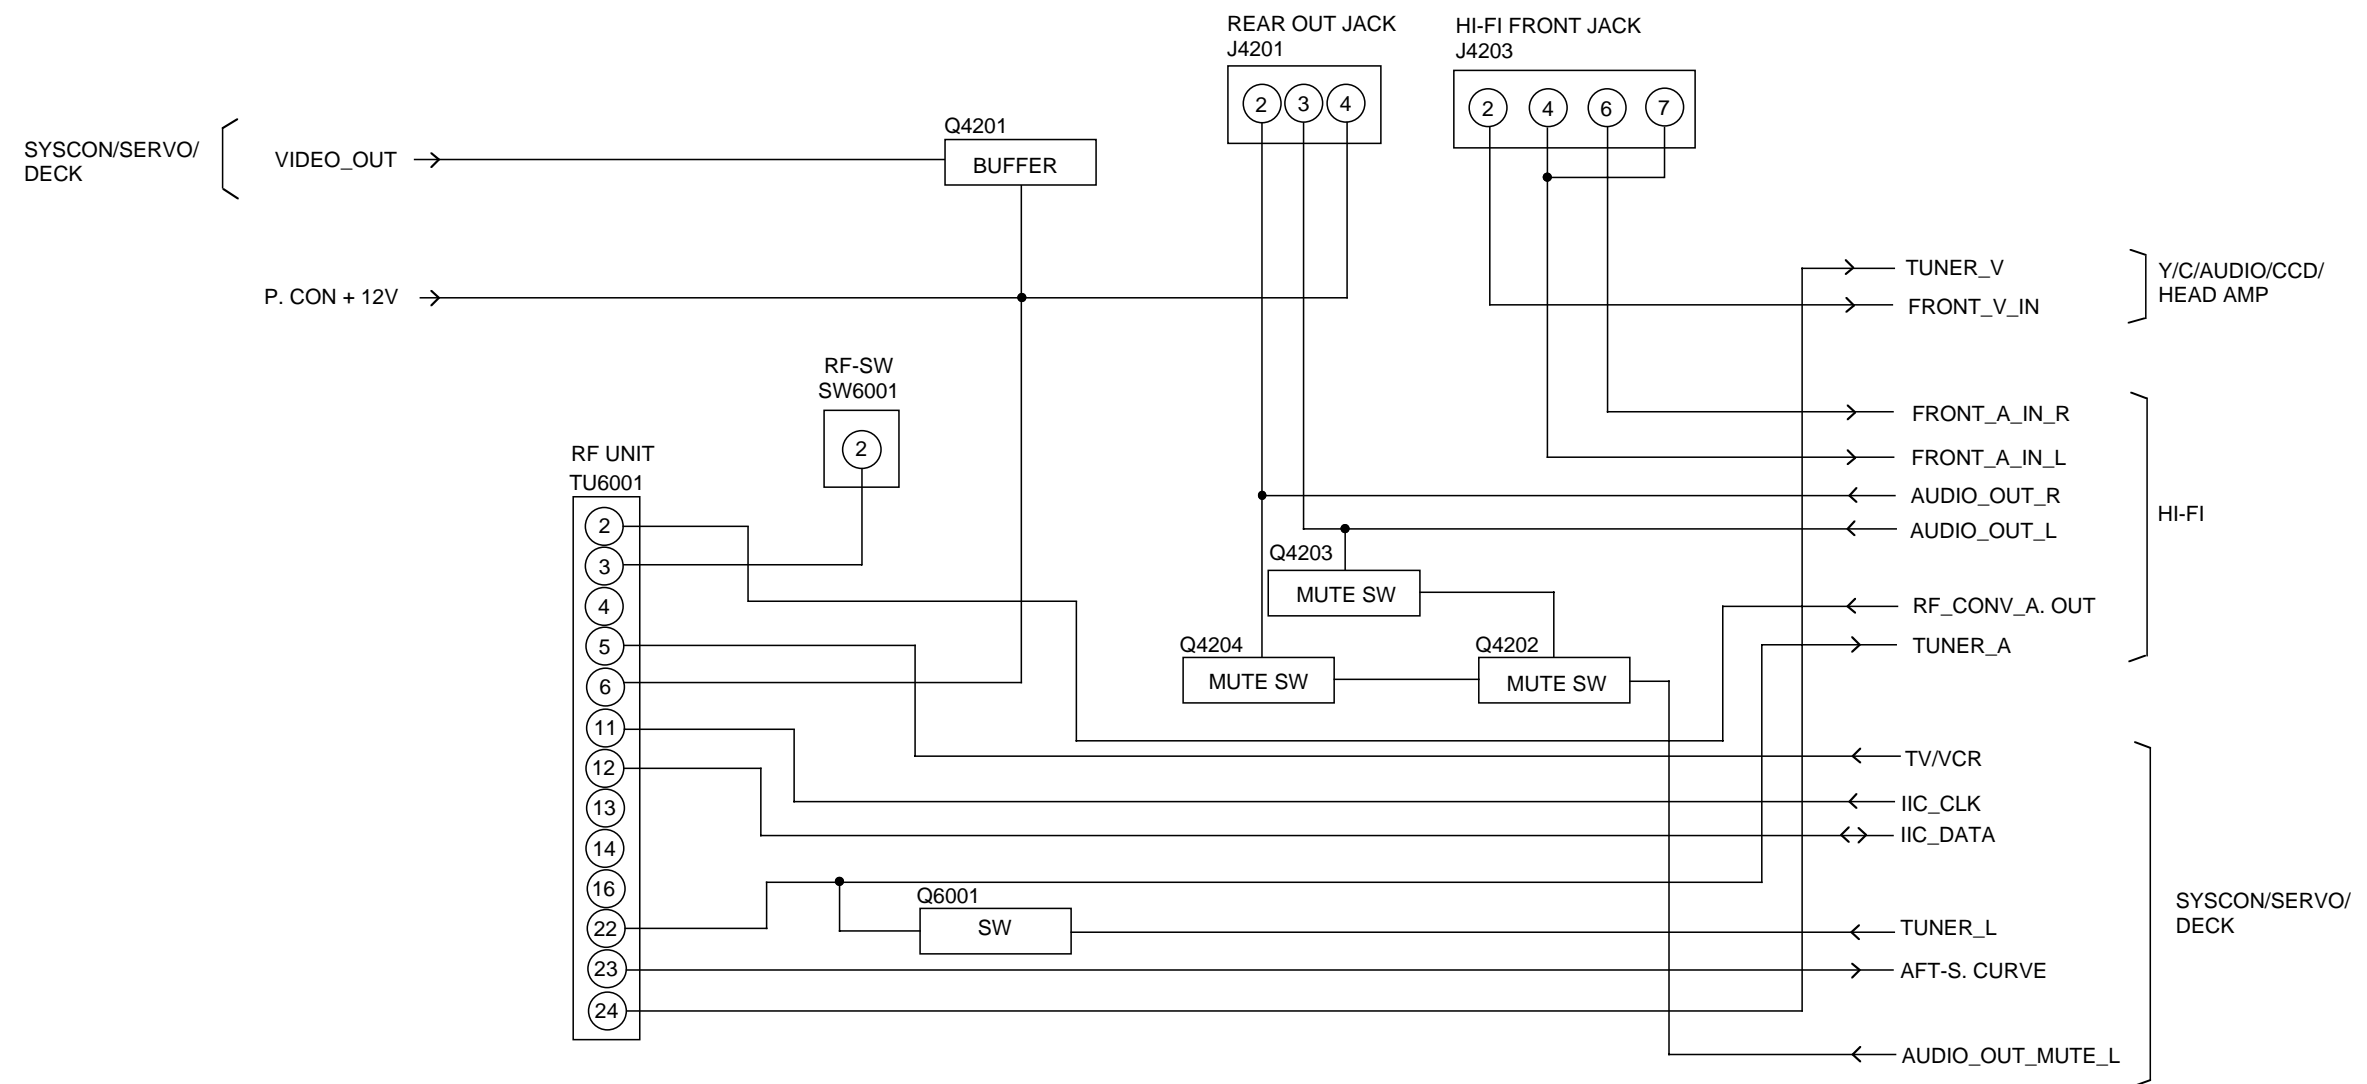 REAR OUT JACK
J4201
2 3 4
HI-FI FRONT JACK
J4203
2 4 6 7
SYSCON/SERVO/
DECK
VIDEO_OUT
Q4201
BUFFER
P. CON + 12V
RF-SW
SW6001
2
RF UNIT
TU6001
2
3
4
5
6
11
12
13
14
16
22
23
24
Q4203
MUTE SW
Q4204
MUTE SW
Q4202
MUTE SW
Q6001
SW
TUNER_V
FRONT_V_IN
Y/C/AUDIO/CCD/
HEAD AMP
FRONT_A_IN_R
FRONT_A_IN_L
AUDIO_OUT_R
AUDIO_OUT_L
RF_CONV_A. OUT
TUNER_A
HI-FI
TV/VCR
IIC_CLK
IIC_DATA
TUNER_L
AFT-S. CURVE
AUDIO_OUT_MUTE_L
SYSCON/SERVO/
DECK